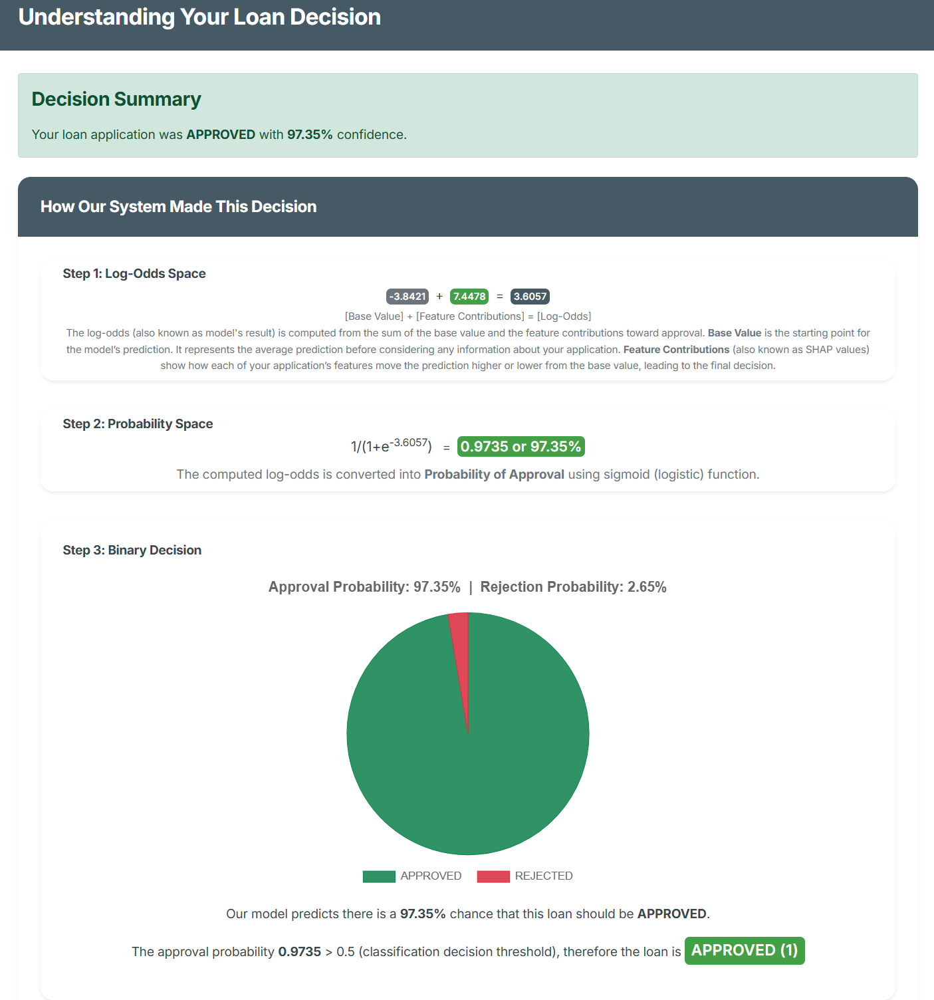 Understanding Your Loan Decision
Decision Summary
Your loan application was APPROVED with 97.35% confidence.
How Our System Made This Decision
Step 1: Log-Odds Space
-3.8421 + 7.4478 = 3.6057
[Base Value] + [Feature Contributions] = [Log-Odds]
The log-odds (also known as model's result) is computed from the sum of the base value and the feature contributions toward approval. Base Value is the starting point for
the model’s prediction. It represents the average prediction before considering any information about your application. Feature Contributions (also known as SHAP values)
show how each of your application’s features move the prediction higher or lower from the base value, leading to the final decision.
Step 2: Probability Space
1/(1+e-3.6057) = 0.9735 or 97.35%
The computed log-odds is converted into Probability of Approval using sigmoid (logistic) function.
Step 3: Binary Decision
Approval Probability: 97.35% | Rejection Probability: 2.65%
APPROVED REJECTED
Our model predicts there is a 97.35% chance that this loan should be APPROVED.
The approval probability 0.9735 > 0.5 (classification decision threshold), therefore the loan is APPROVED (1)